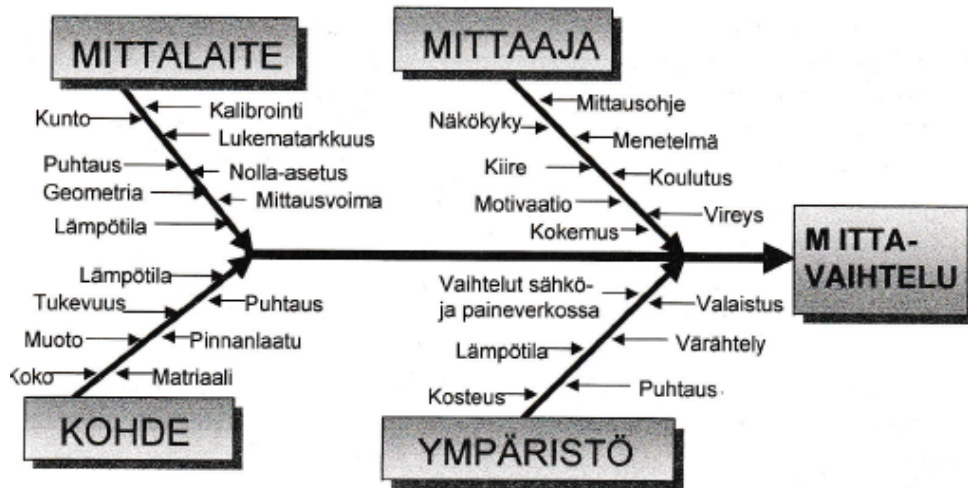 MITTALAITE
Kalibrointi
Kunto
Lukematarkkuus
Puhtaus
Nolla-asetus
Geometria
Mittausvoima
Lämpötila
MITTAAJA
Mittausohje
Näkökyky
Menetelmä
Kiire
Koulutus
Motivaatio
Vireys
Kokemus
MITTA-
VAIHTELU
Lämpötila
Puhtaus
Tukevuus
Muoto
Pinnanlaatu
Koko
Matriaali
KOHDE
Vaihtelut sähkö-
ja paineverkossa
Valaistus
Värähtely
Lämpötila
Puhtaus
Kosteus
YMPÄRISTÖ